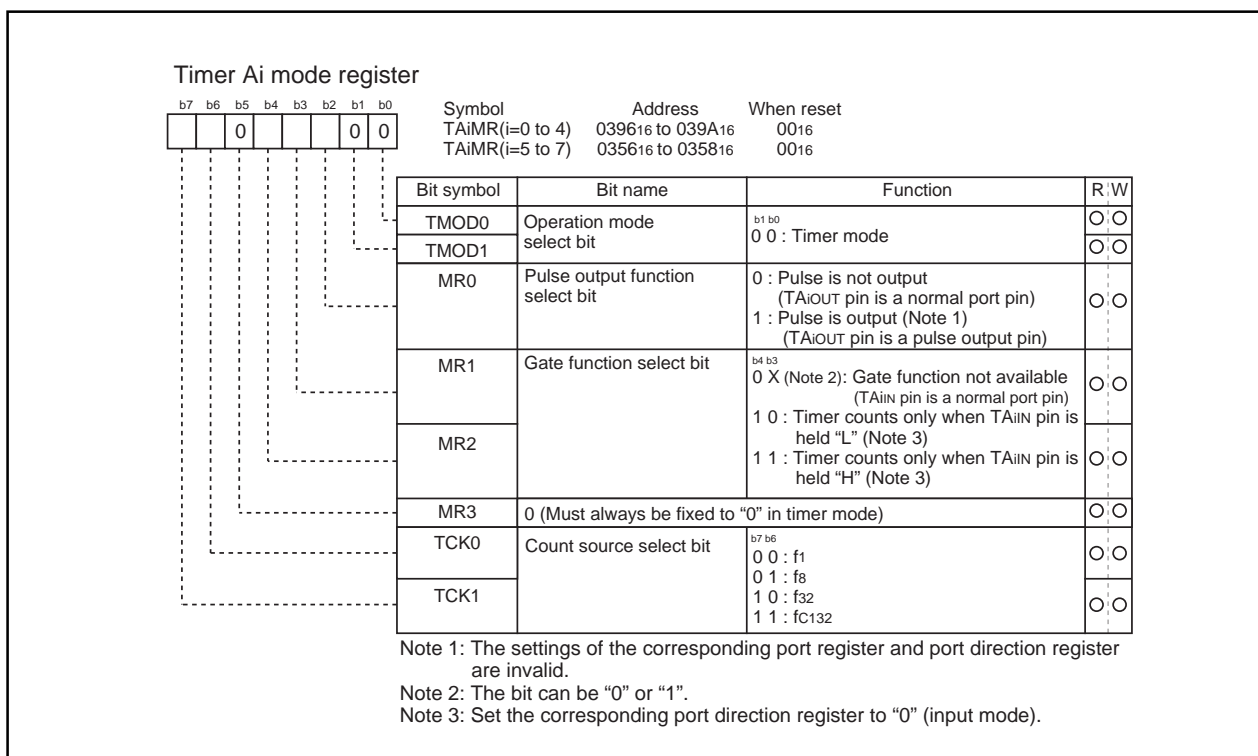 Timer Ai mode register
b7 b6 b5 b4 b3 b2 b1 b0
0 0 0
Symbol Address When reset
TAiMR(i=0 to 4) 039616 to 039A16 0016
TAiMR(i=5 to 7) 035616 to 035816 0016
Bit symbol Bit name Function R W
TMOD0 Operation mode select bit b1 b0
TMOD1 0 0 : Timer mode
MR0 Pulse output function select bit 0 : Pulse is not output
(TAiOUT pin is a normal port pin)
1 : Pulse is output (Note 1)
(TAiOUT pin is a pulse output pin)
MR1 Gate function select bit b4 b3
0 X (Note 2): Gate function not available
(TAiIN pin is a normal port pin)
1 0 : Timer counts only when TAiIN pin is
MR2 held “L” (Note 3)
1 1 : Timer counts only when TAiIN pin is
held “H” (Note 3)
MR3 0 (Must always be fixed to “0” in timer mode)
TCK0 Count source select bit b7 b6
0 0 : f1
0 1 : f8
TCK1 1 0 : f32
1 1 : fC132
Note 1: The settings of the corresponding port register and port direction register
are invalid.
Note 2: The bit can be “0” or “1”.
Note 3: Set the corresponding port direction register to “0” (input mode).